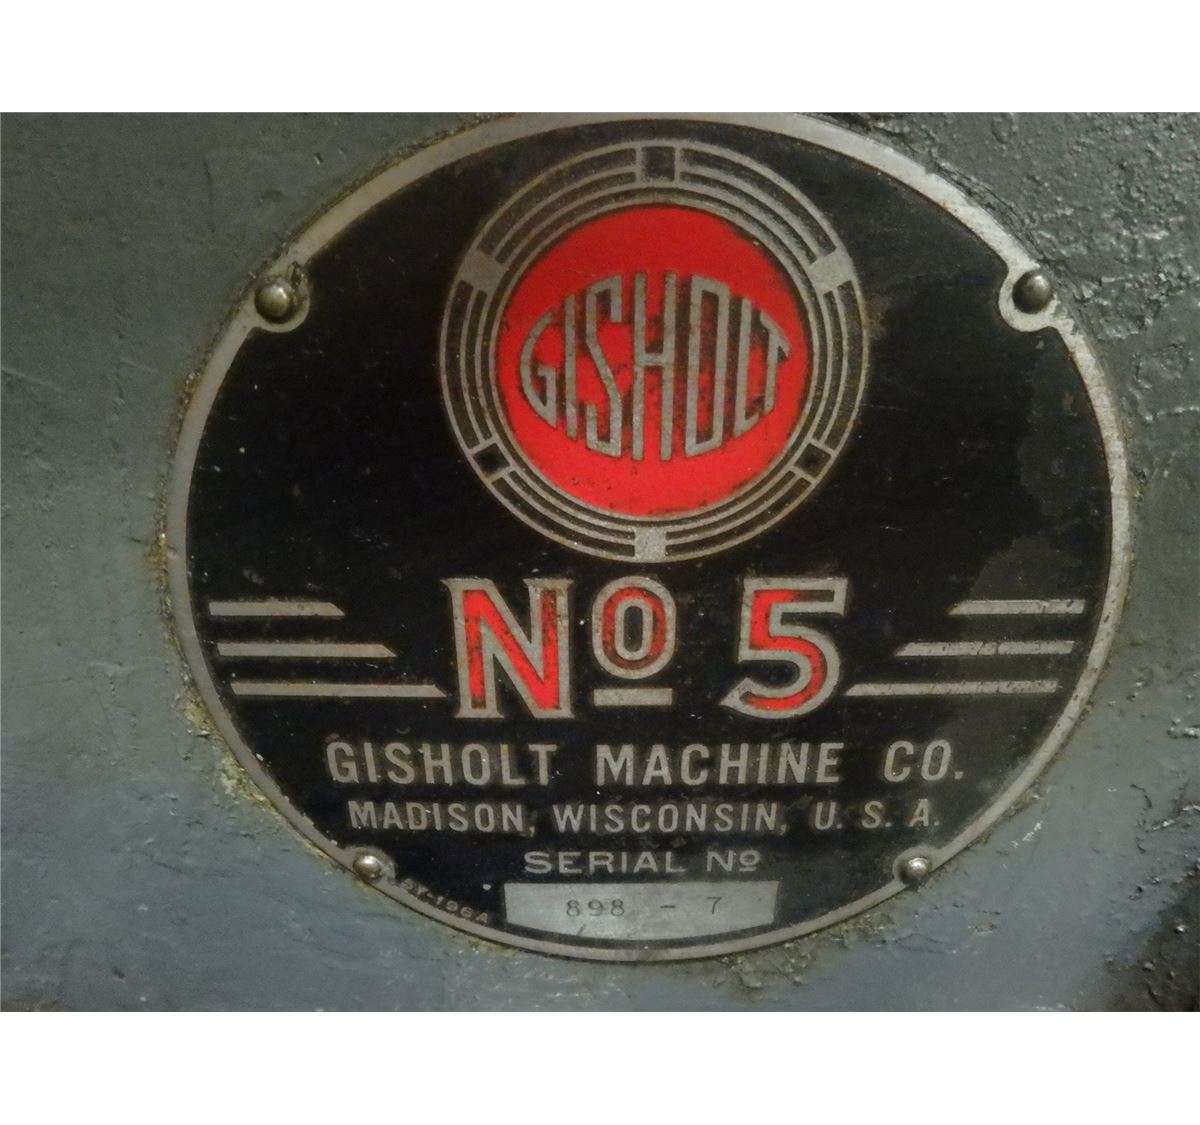 GISHOLT
No 5
GISHOLT MACHINE CO.
MADISON, WISCONSIN, U. S. A.
SERIAL No
898 - 7